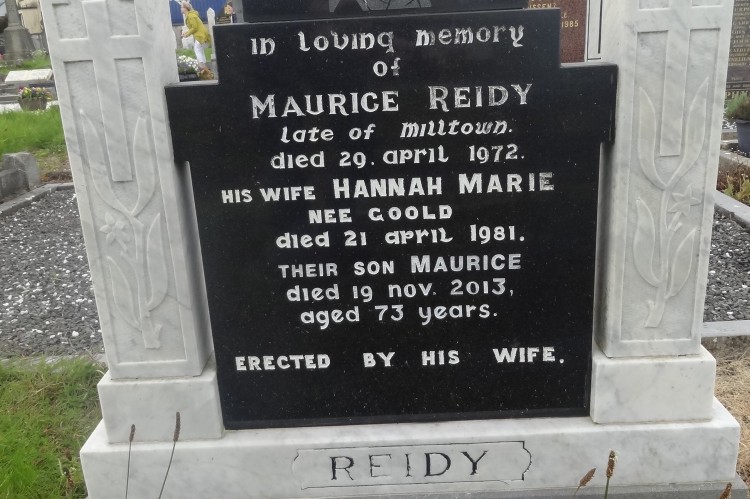 in loving memory
of
MAURICE REIDY
late of milltown.
died 29. april 1972.
HIS WIFE HANNAH MARIE
NEE GOOLD
died 21 april 1981.
THEIR SON MAURICE
died 19 nov. 2013,
aged 73 years.
ERECTED BY HIS WIFE.
REIDY